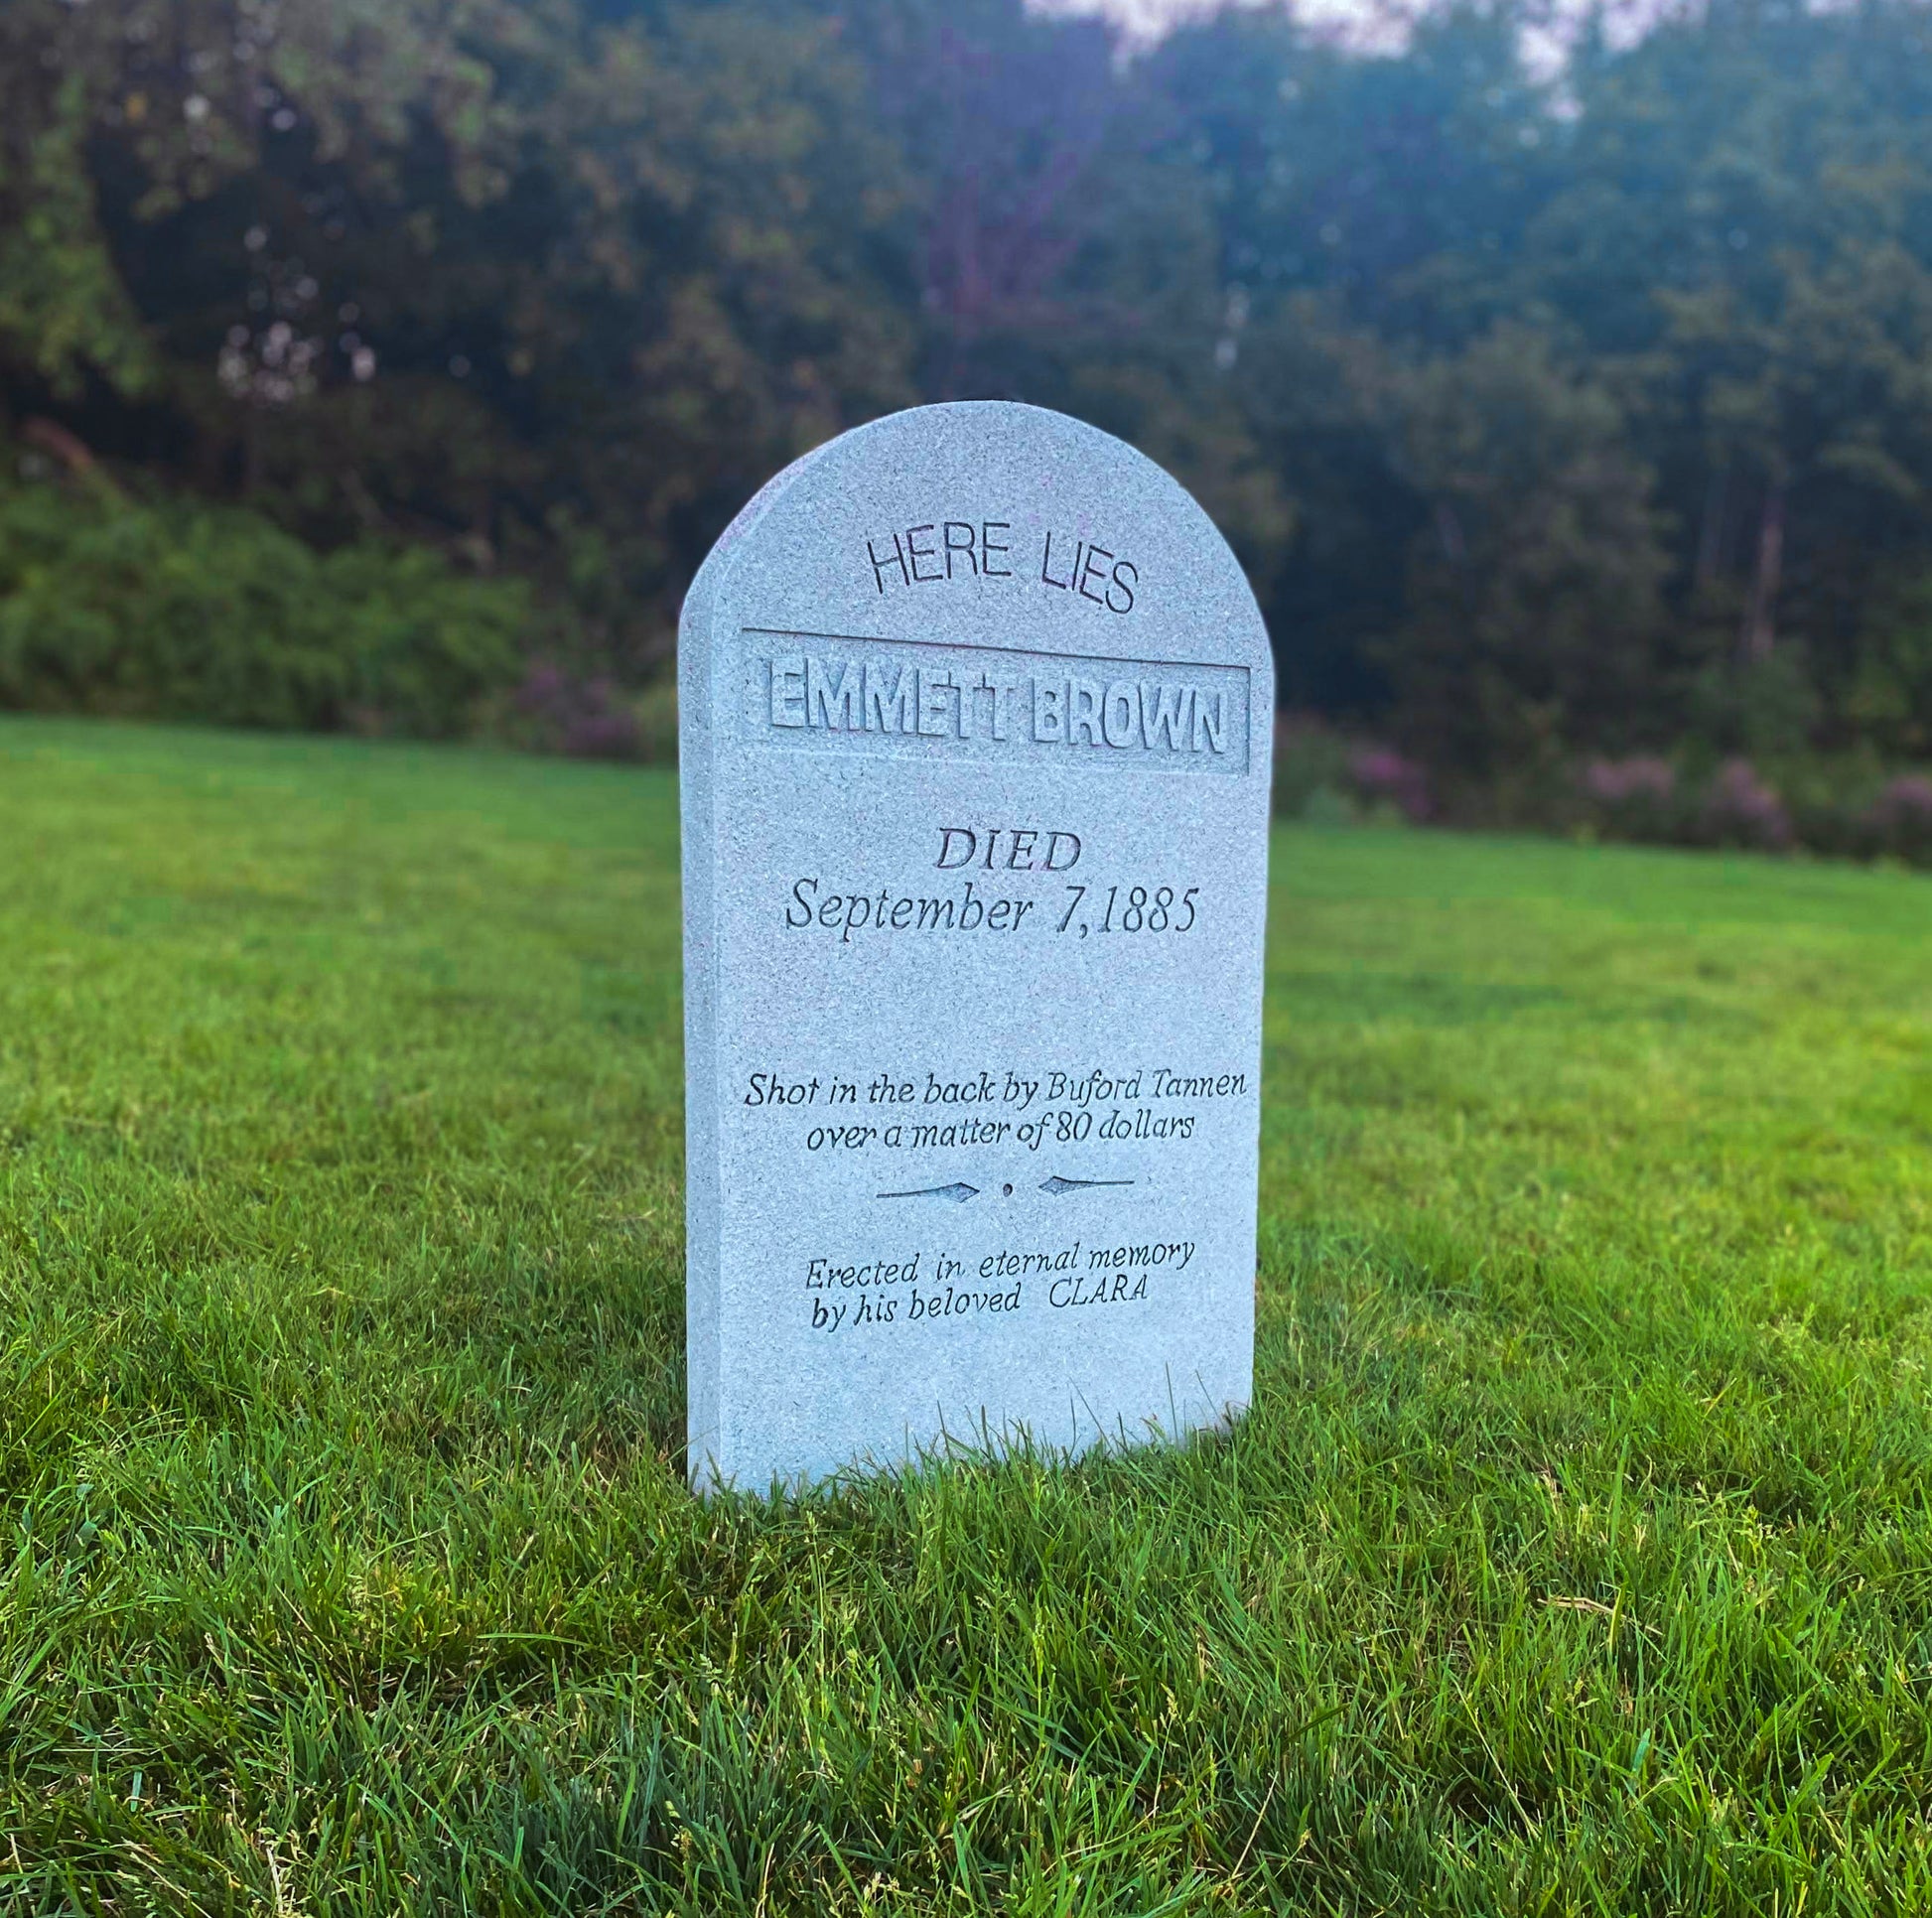 HERE LIES
EMMETT BROWN
DIED
September 7,1885
Shot in the back by Buford Tannen
over a matter of 80 dollars
Erected in eternal memory
by his beloved CLARA